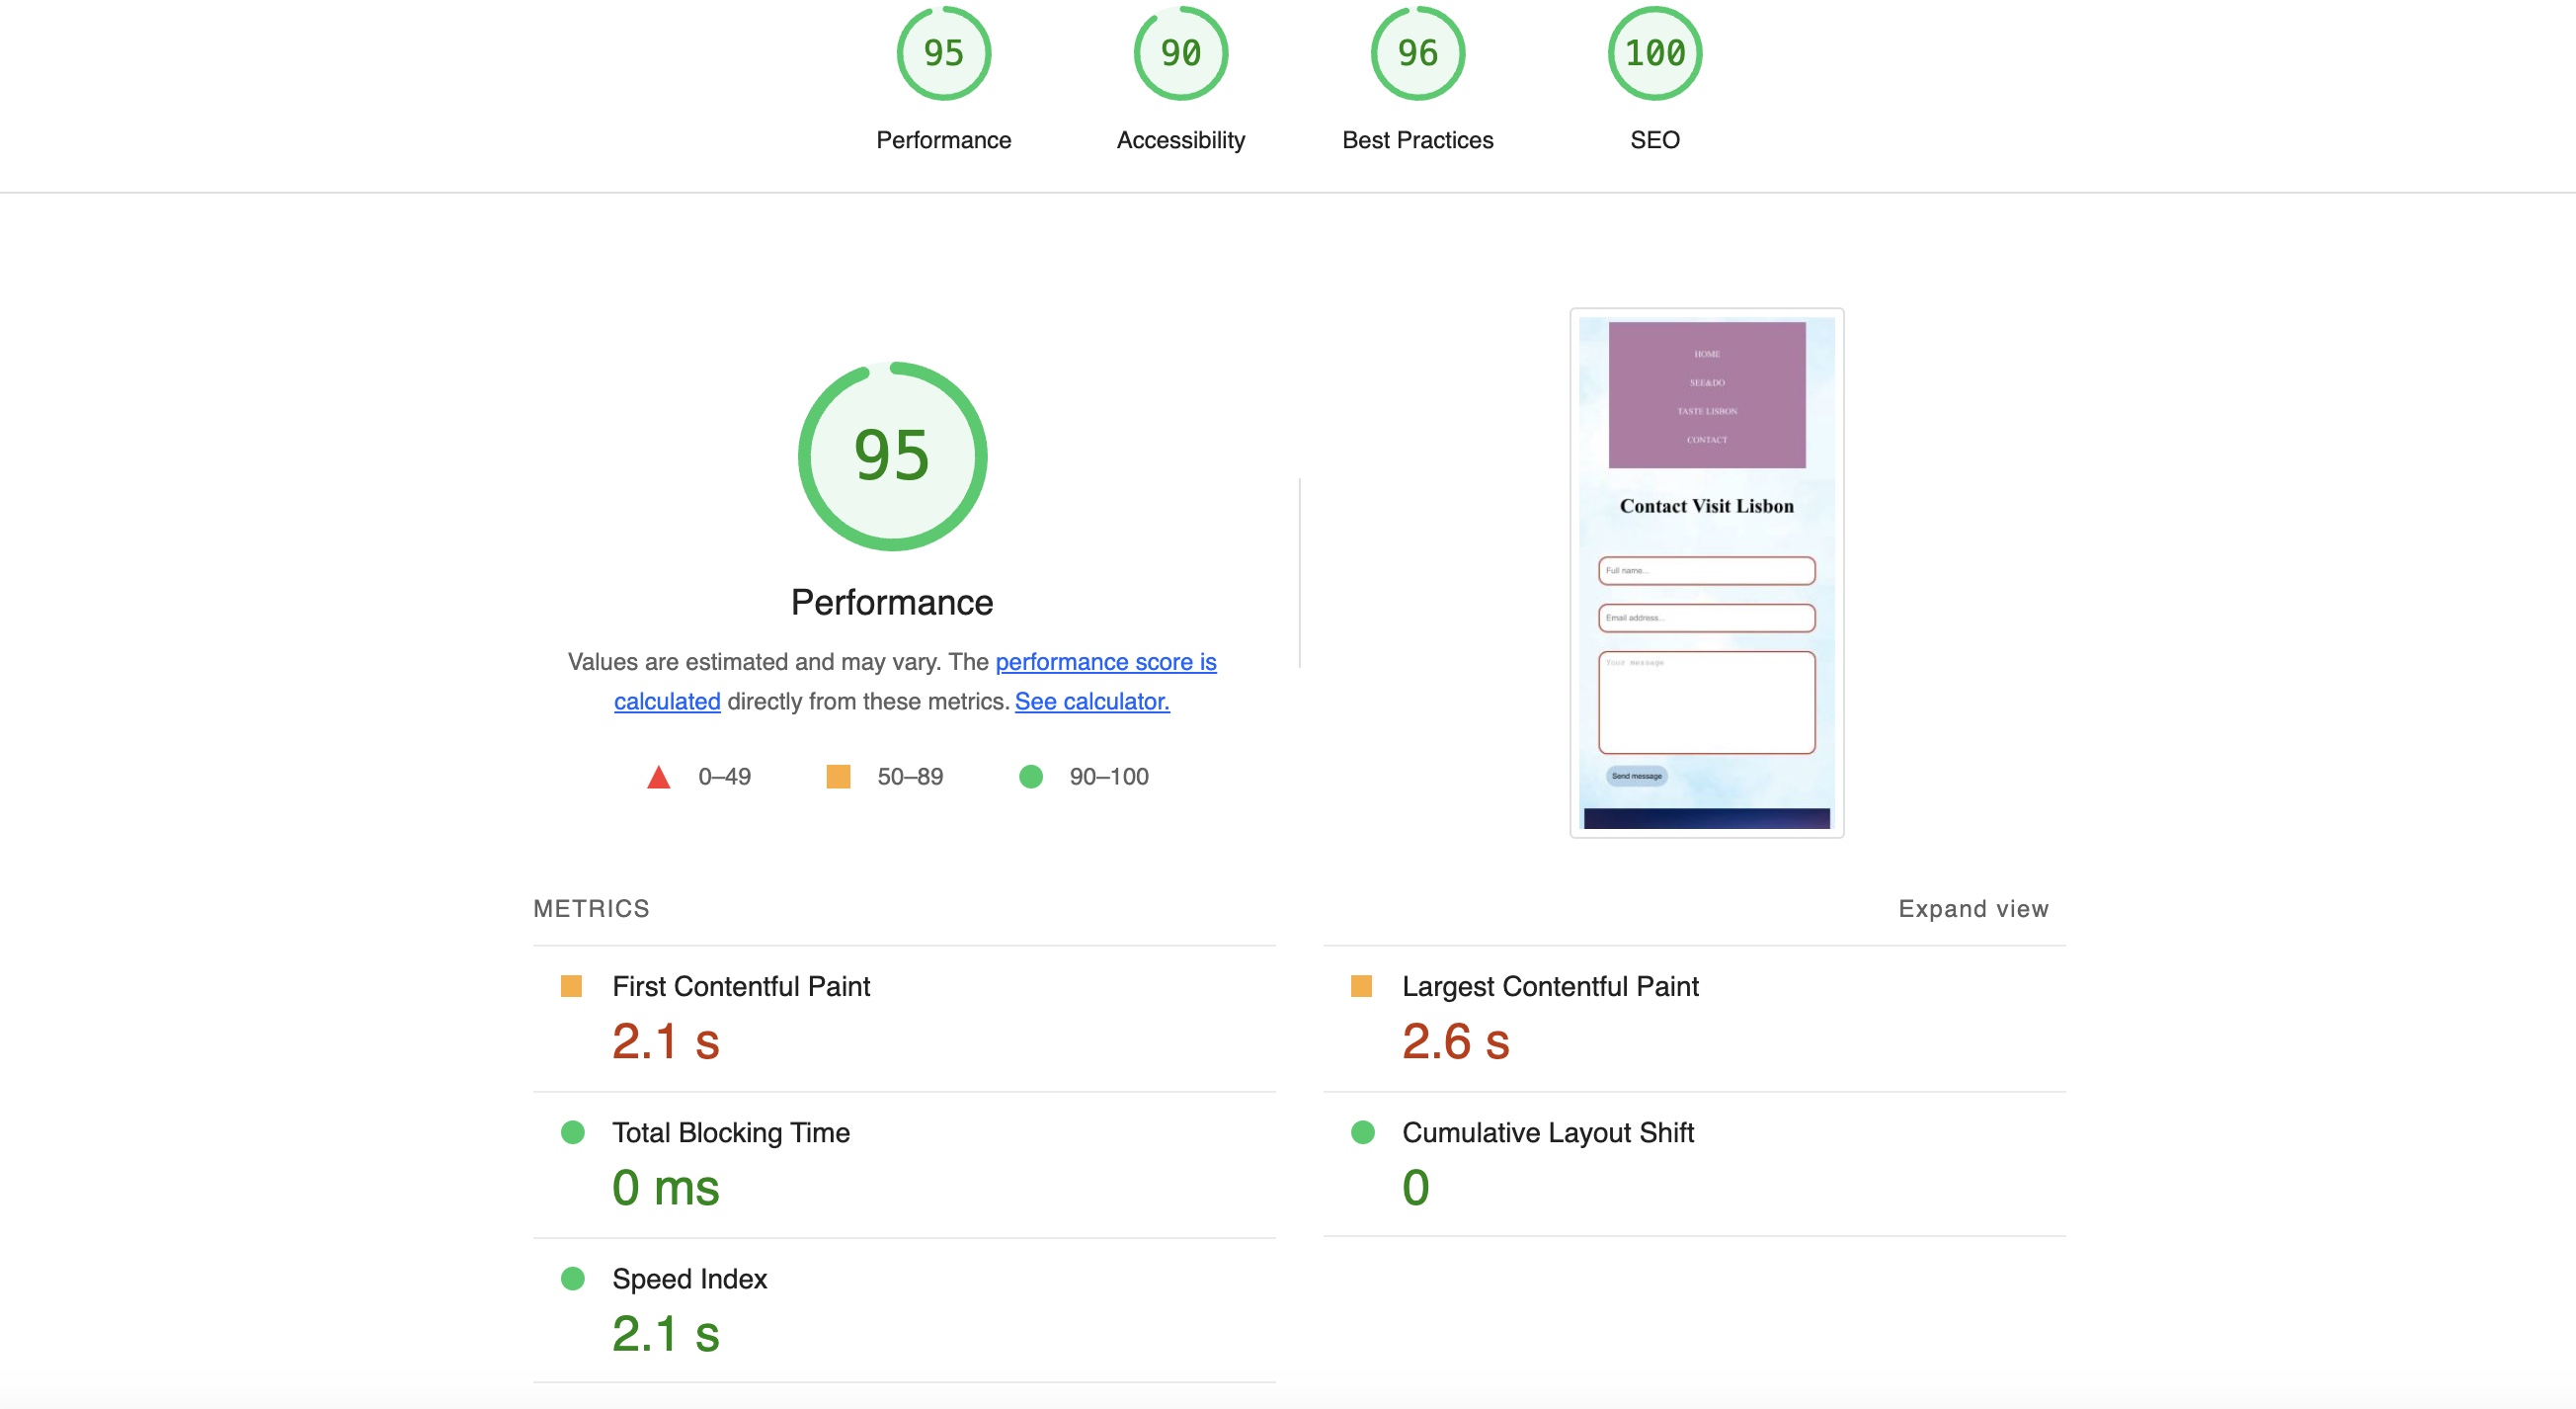 95
90
96
100
Performance
Accessibility
Best Practices
SEO
95
Performance
Values are estimated and may vary. The performance score is
calculated directly from these metrics. See calculator.
0–49
50–89
90–100
HOME
SEE&DO
TASTE LISBON
CONTACT
Contact Visit Lisbon
Full name...
Email address...
Your message
Send message
METRICS
Expand view
First Contentful Paint
2.1 s
Largest Contentful Paint
2.6 s
Total Blocking Time
0 ms
Cumulative Layout Shift
0
Speed Index
2.1 s